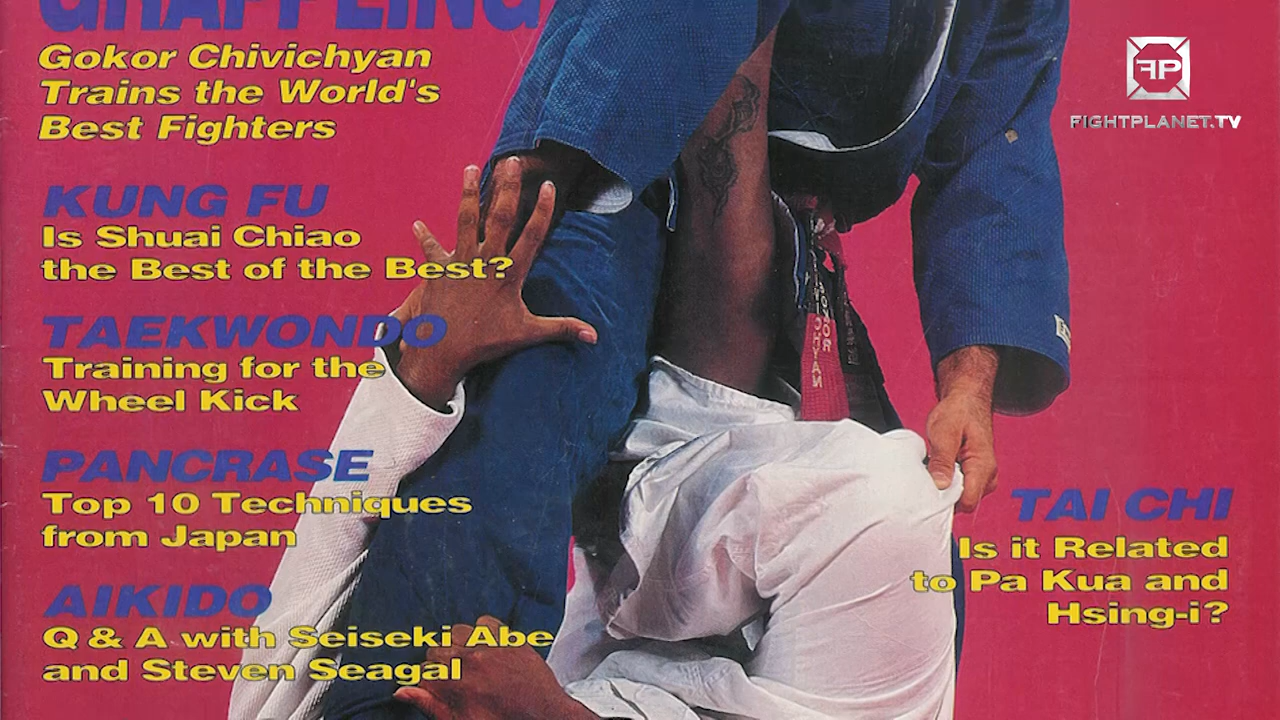 GRAPPLING
Gokor Chivichyan
Trains the World's
Best Fighters
KUNG FU
Is Shuai Chiao
the Best of the Best?
TAEKWONDO
Training for the
Wheel Kick
PANCRASE
Top 10 Techniques
from Japan
AIKIDO
Q & A with Seiseki Abe
and Steven Seagal
FP
FIGHTPLANET.TV
TAI CHI
Is it Related
to Pa Kua and
Hsing-i?